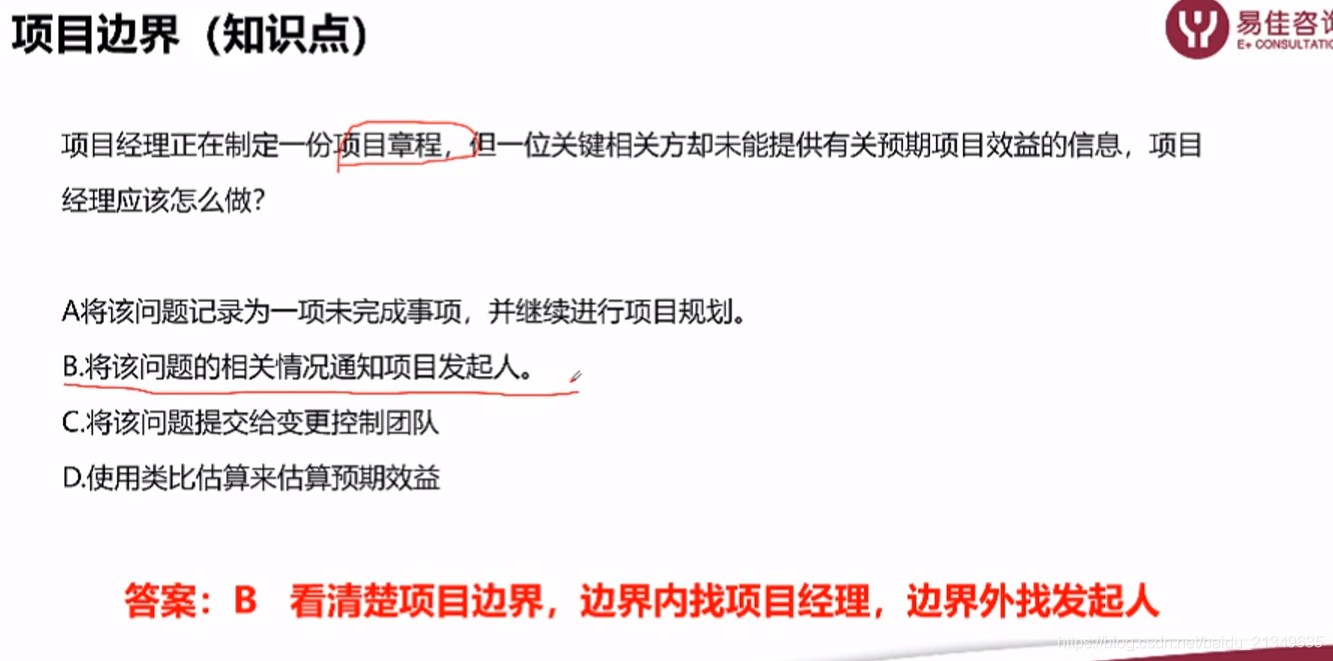 项目边界（知识点）
易佳咨询
E+ CONSULTATIO
项目经理正在制定一份项目章程，但一位关键相关方却未能提供有关预期项目效益的信息，项目
经理应该怎么做？
A将该问题记录为一项未完成事项，并继续进行项目规划。
B.将该问题的相关情况通知项目发起人。
C.将该问题提交给变更控制团队
D.使用类比估算来估算预期效益
答案：B 看清楚项目边界，边界内找项目经理，边界外找发起人
https://blog.csdn.net/baidu_21349635